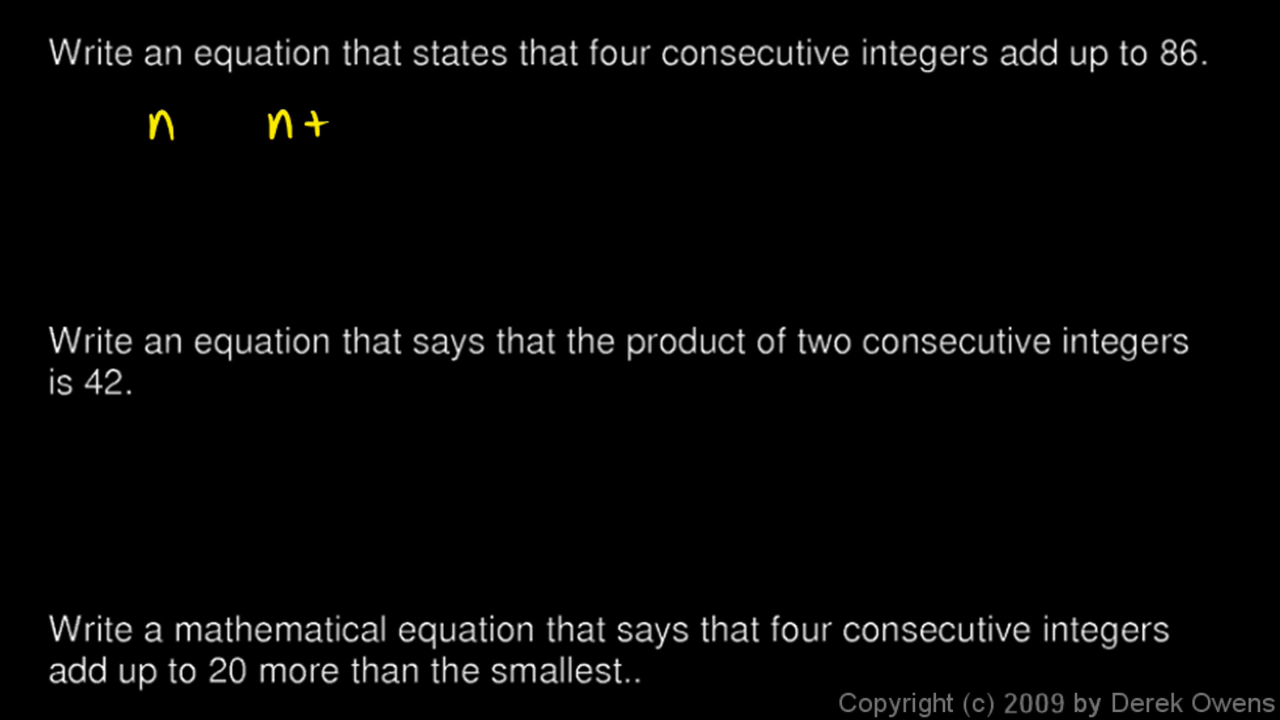 Write an equation that states that four consecutive integers add up to 86.
n n+
Write an equation that says that the product of two consecutive integers
is 42.
Write a mathematical equation that says that four consecutive integers
add up to 20 more than the smallest..
Copyright (c) 2009 by Derek Owens